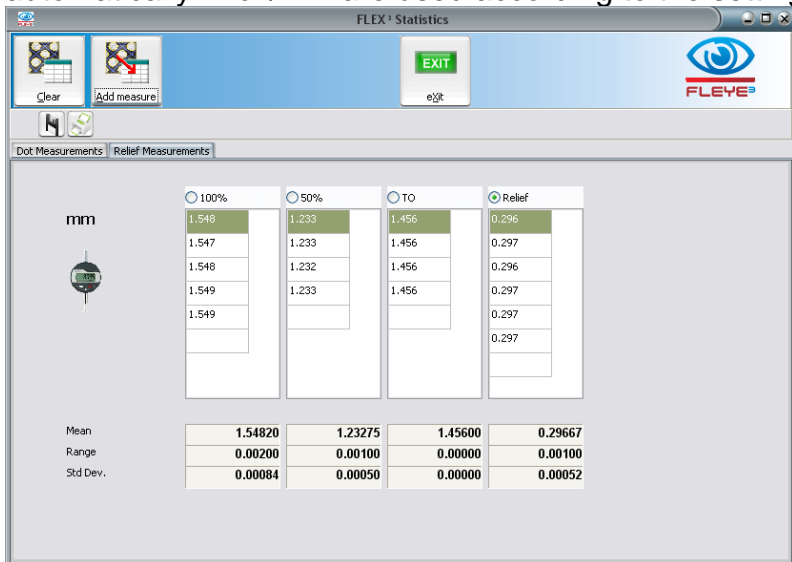 FLEX³ Statistics
Clear
Add measure
EXIT
eXit
FLEYE³
Dot Measurements Relief Measurements
100% 50% TO Relief
mm
1.548 1.233 1.456 0.296
1.547 1.233 1.456 0.297
1.548 1.232 1.456 0.296
1.549 1.233 1.456 0.297
1.549 0.297
0.297
Mean 1.54820 1.23275 1.45600 0.29667
Range 0.00200 0.00100 0.00000 0.00100
Std Dev. 0.00084 0.00050 0.00000 0.00052